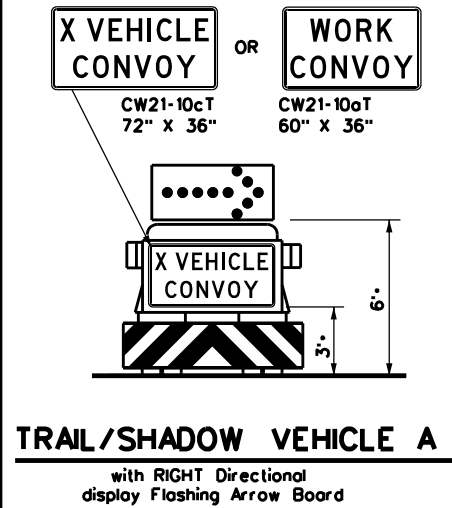 X VEHICLE
CONVOY
OR
WORK
CONVOY
CW21-10cT
72" X 36"
CW21-10aT
60" X 36"
X VEHICLE
CONVOY
3'
6'
TRAIL/SHADOW VEHICLE A
with RIGHT Directional
display Flashing Arrow Board